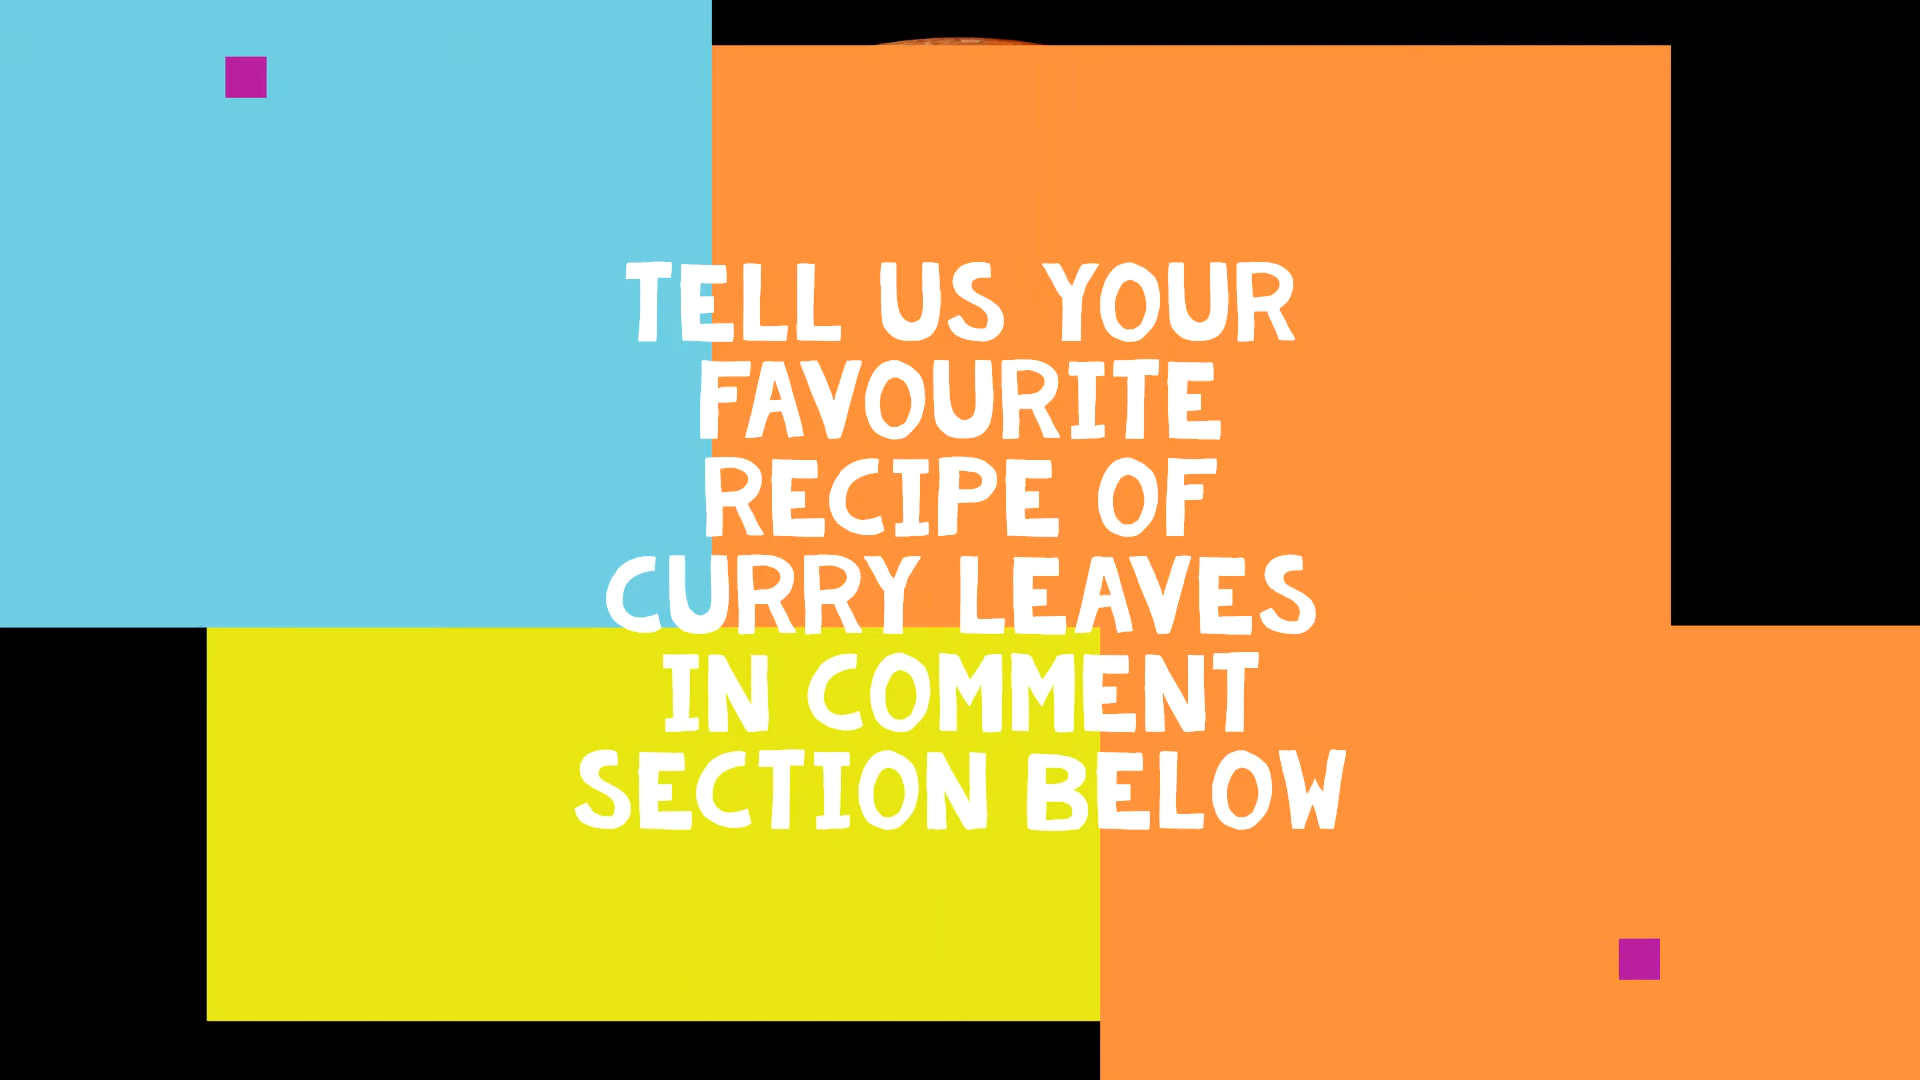 TELL US YOUR
FAVOURITE
RECIPE OF
CURRY LEAVES
IN COMMENT
SECTION BELOW